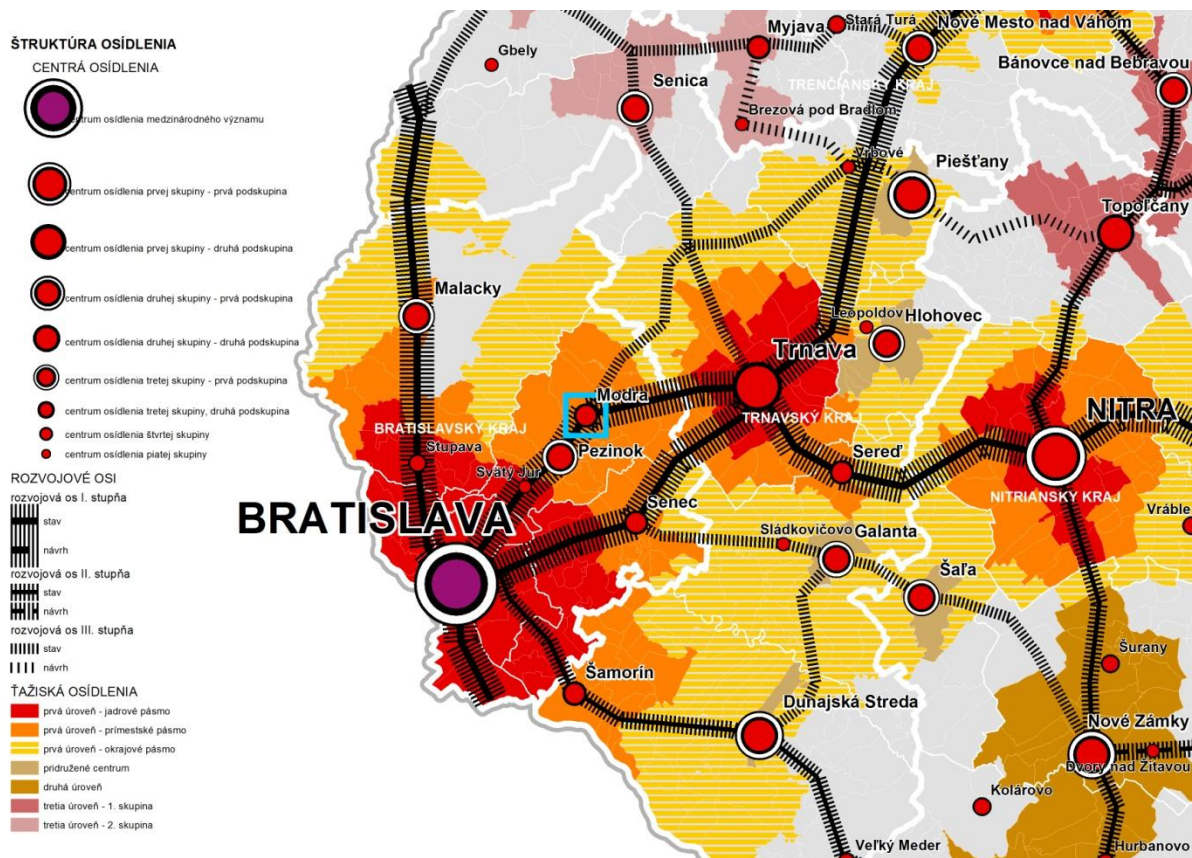 ŠTRUKTÚRA OSÍDLENIA
CENTRÁ OSÍDLENIA
centrum osídlenia medzinárodného významu
centrum osídlenia prvej skupiny - prvá podskupina
centrum osídlenia prvej skupiny - druhá podskupina
centrum osídlenia druhej skupiny - prvá podskupina
centrum osídlenia druhej skupiny - druhá podskupina
centrum osídlenia tretej skupiny - prvá podskupina
centrum osídlenia tretej skupiny, druhá podskupina
centrum osídlenia štvrtej skupiny
centrum osídlenia piatej skupiny
ROZVOJOVÉ OSI
rozvojová os I. stupňa
stav
návrh
rozvojová os II. stupňa
stav
návrh
rozvojová os III. stupňa
stav
návrh
ŤAŽISKÁ OSÍDLENIA
prvá úroveň - jadrové pásmo
prvá úroveň - prímestské pásmo
prvá úroveň - okrajové pásmo
pridružené centrum
druhá úroveň
tretia úroveň - 1. skupina
tretia úroveň - 2. skupina
Gbely
Myjava
Stará Turá
Nové Mesto nad Váhom
Bánovce nad Bebravou
Senica
TRENČIANSKY KRAJ
Brezová pod Bradlom
Vrbové
Piešťany
Topoľčany
Malacky
Leopoldov
Hlohovec
Trnava
Modra
TRNAVSKÝ KRAJ
BRATISLAVSKÝ KRAJ
NITRA
Stupava
Pezinok
Sereď
Svätý Jur
NITRIANSKY KRAJ
BRATISLAVA
Senec
Vráble
Sládkovičovo
Galanta
Šaľa
Šurany
Šamorín
Dunajská Streda
Nové Zámky
Dvory nad Žitavou
Kolárovo
Veľký Meder
Hurbanovo